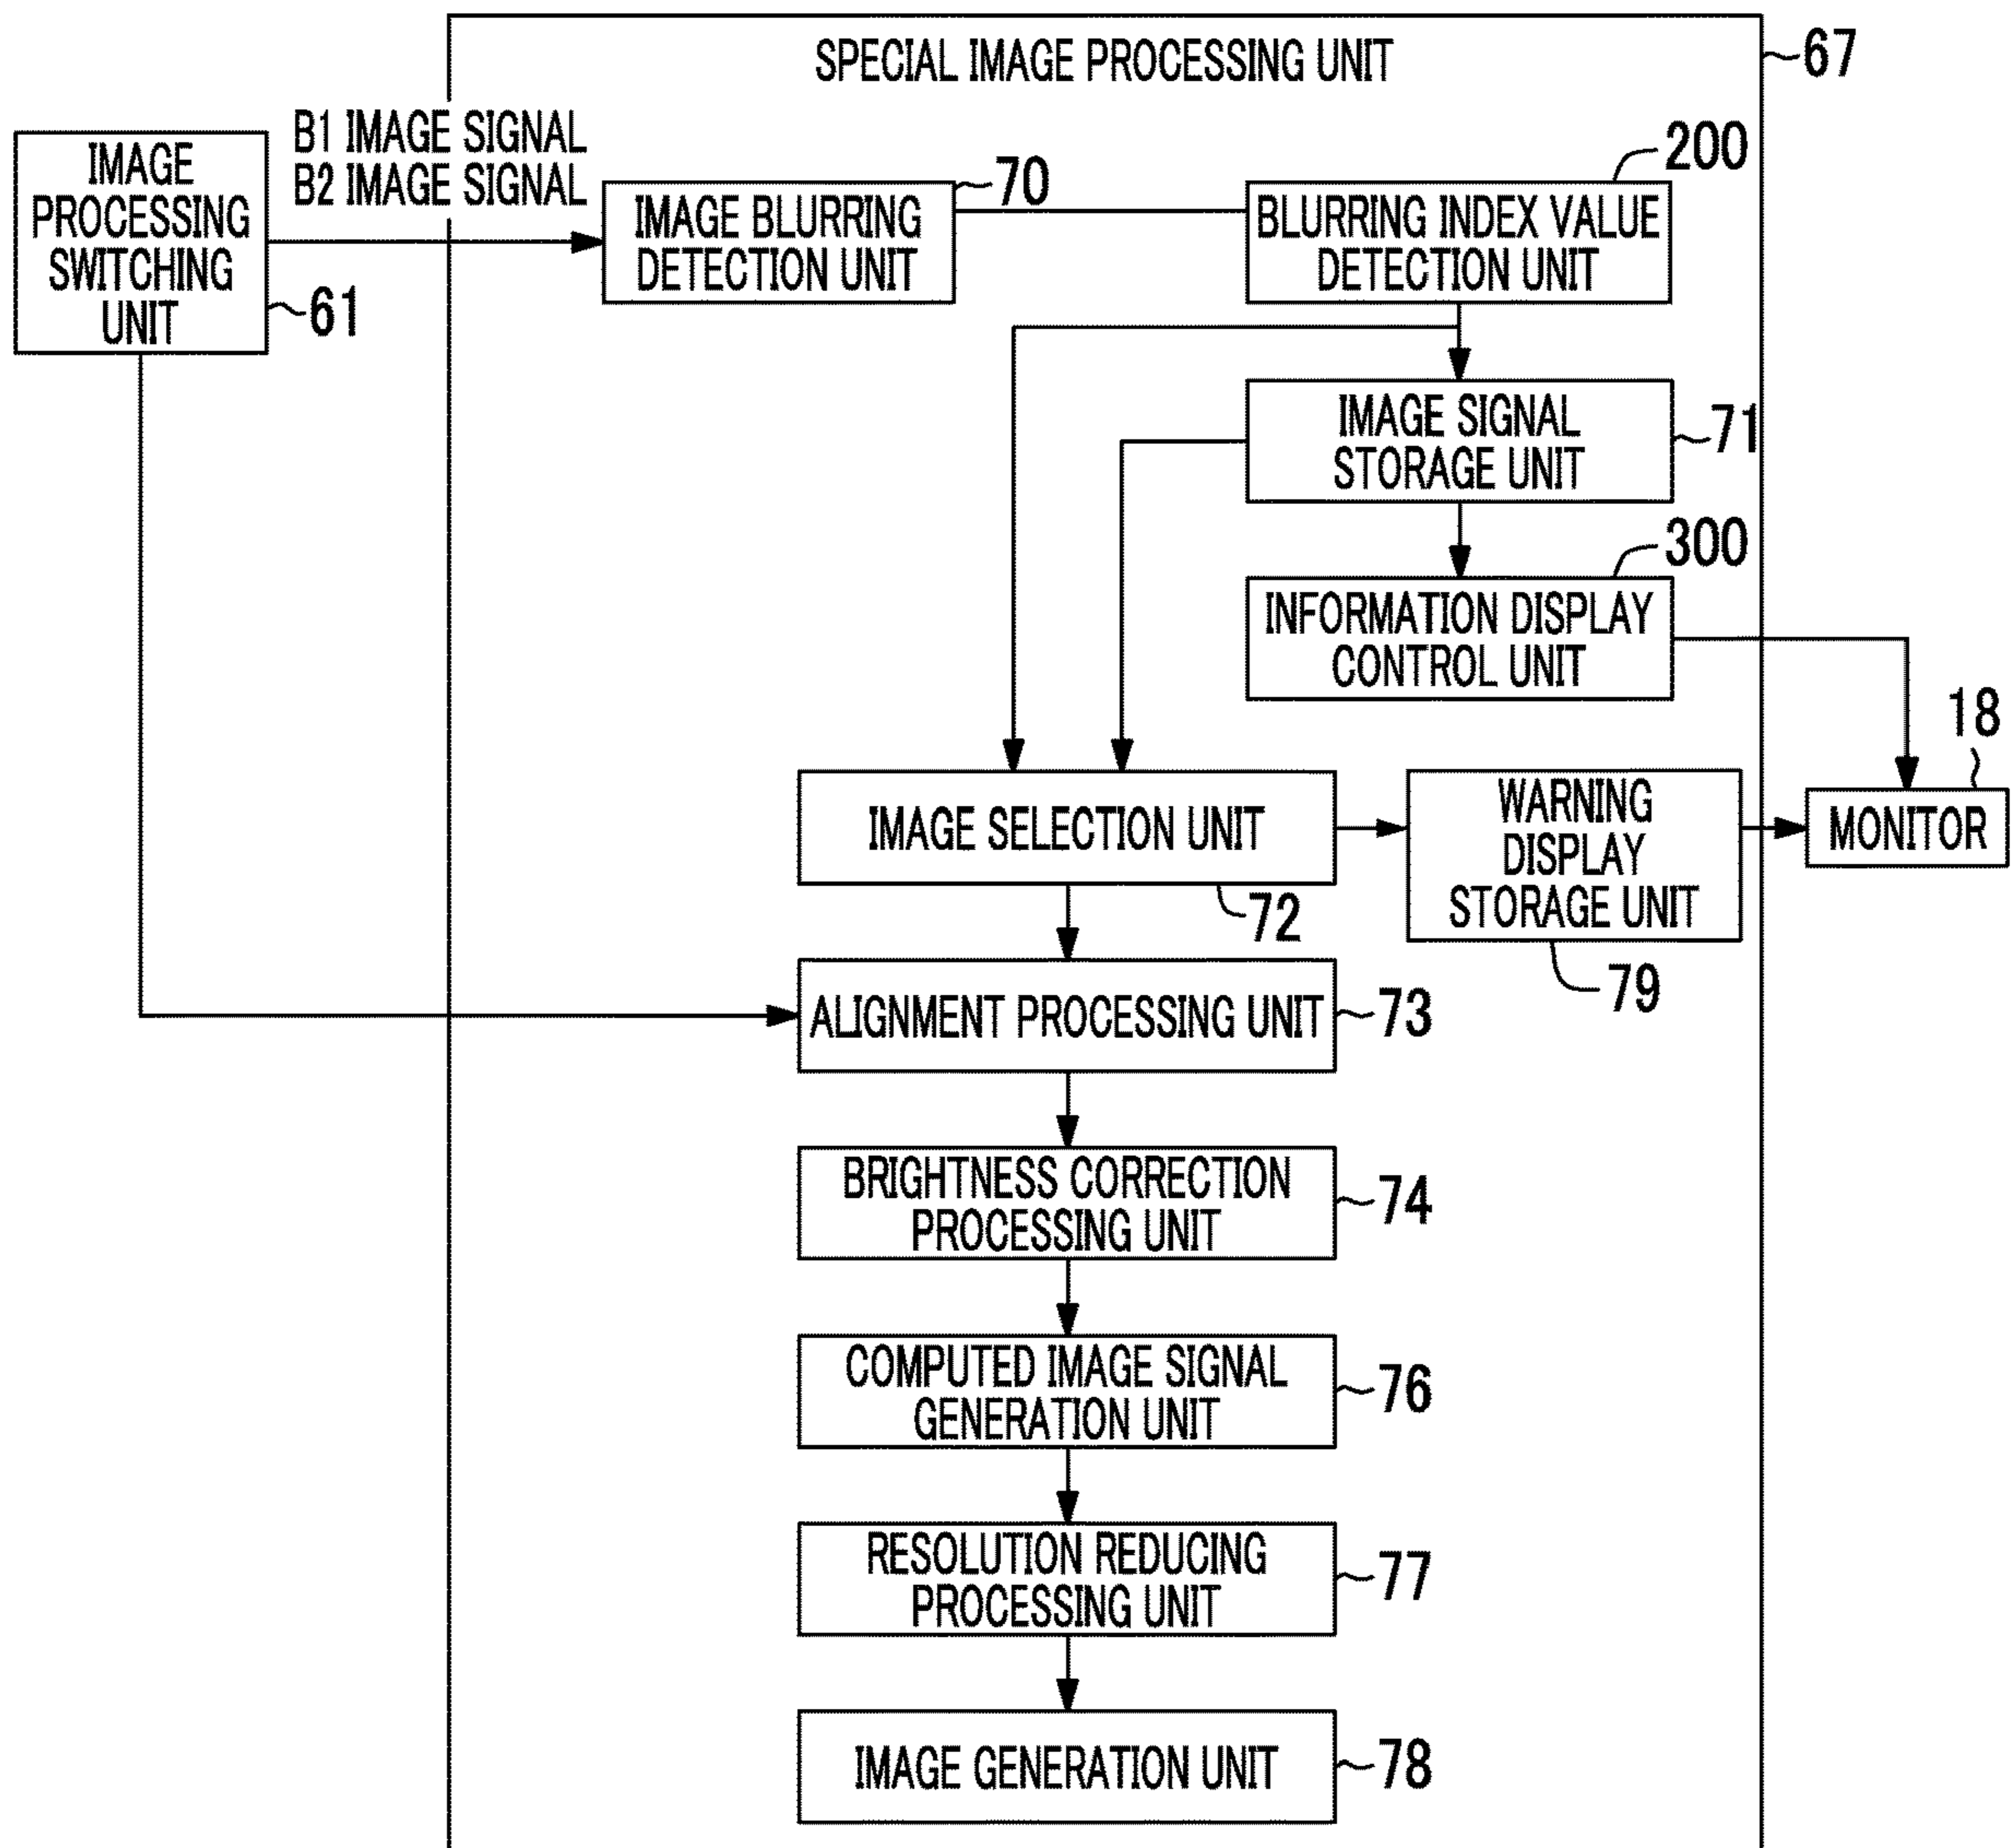 SPECIAL IMAGE PROCESSING UNIT
67
B1 IMAGE SIGNAL
B2 IMAGE SIGNAL
IMAGE
PROCESSING
SWITCHING
UNIT
61
IMAGE BLURRING
DETECTION UNIT
70
200
BLURRING INDEX VALUE
DETECTION UNIT
IMAGE SIGNAL
STORAGE UNIT
71
300
INFORMATION DISPLAY
CONTROL UNIT
18
MONITOR
IMAGE SELECTION UNIT
72
WARNING
DISPLAY
STORAGE UNIT
79
ALIGNMENT PROCESSING UNIT
73
BRIGHTNESS CORRECTION
PROCESSING UNIT
74
COMPUTED IMAGE SIGNAL
GENERATION UNIT
76
RESOLUTION REDUCING
PROCESSING UNIT
77
IMAGE GENERATION UNIT
78